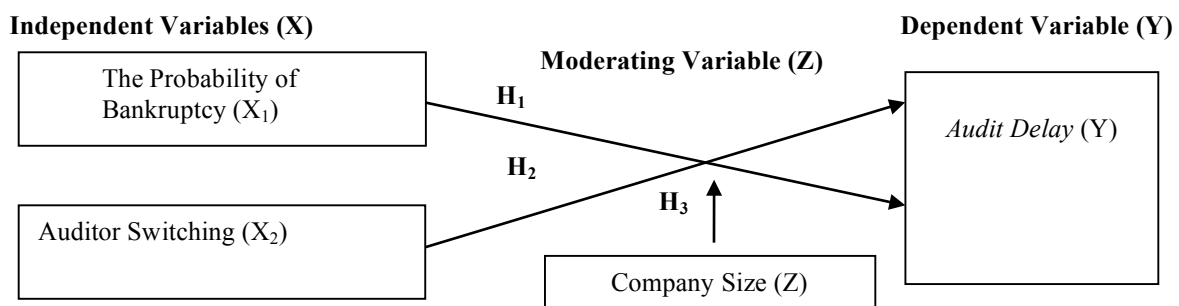 Independent Variables (X)
Dependent Variable (Y)
The Probability of
Bankruptcy (X₁)
Moderating Variable (Z)
H₁
Audit Delay (Y)
H₂
H₃
Auditor Switching (X₂)
Company Size (Z)